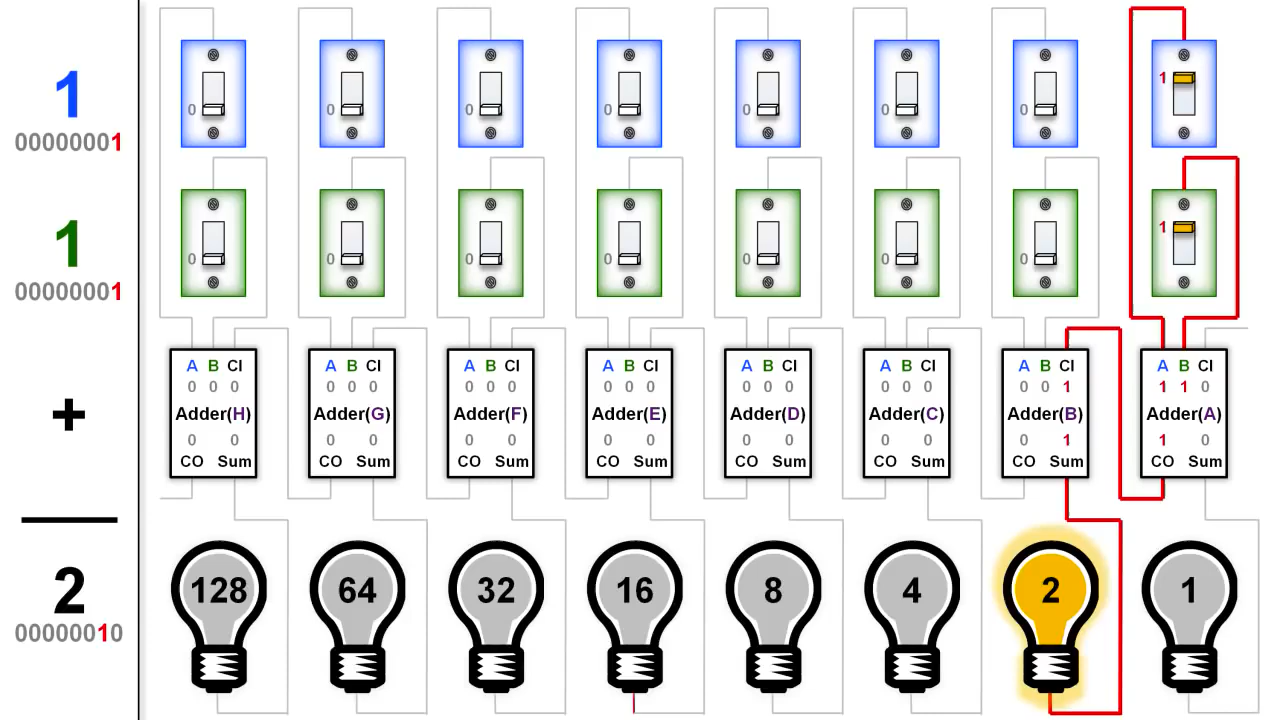 1
00000001
0 0 0 0 0 0 0 1
1
00000001
0 0 0 0 0 0 0 1
+
A B CI A B CI A B CI A B CI A B CI A B CI A B CI A B CI
0 0 0 0 0 0 0 0 0 0 0 0 0 0 0 0 0 0 0 0 1 1 1 0
Adder(H) Adder(G) Adder(F) Adder(E) Adder(D) Adder(C) Adder(B) Adder(A)
0 0 0 0 0 0 0 0 0 0 0 0 0 1 1 0
CO Sum CO Sum CO Sum CO Sum CO Sum CO Sum CO Sum CO Sum
2
00000010
128 64 32 16 8 4 2 1